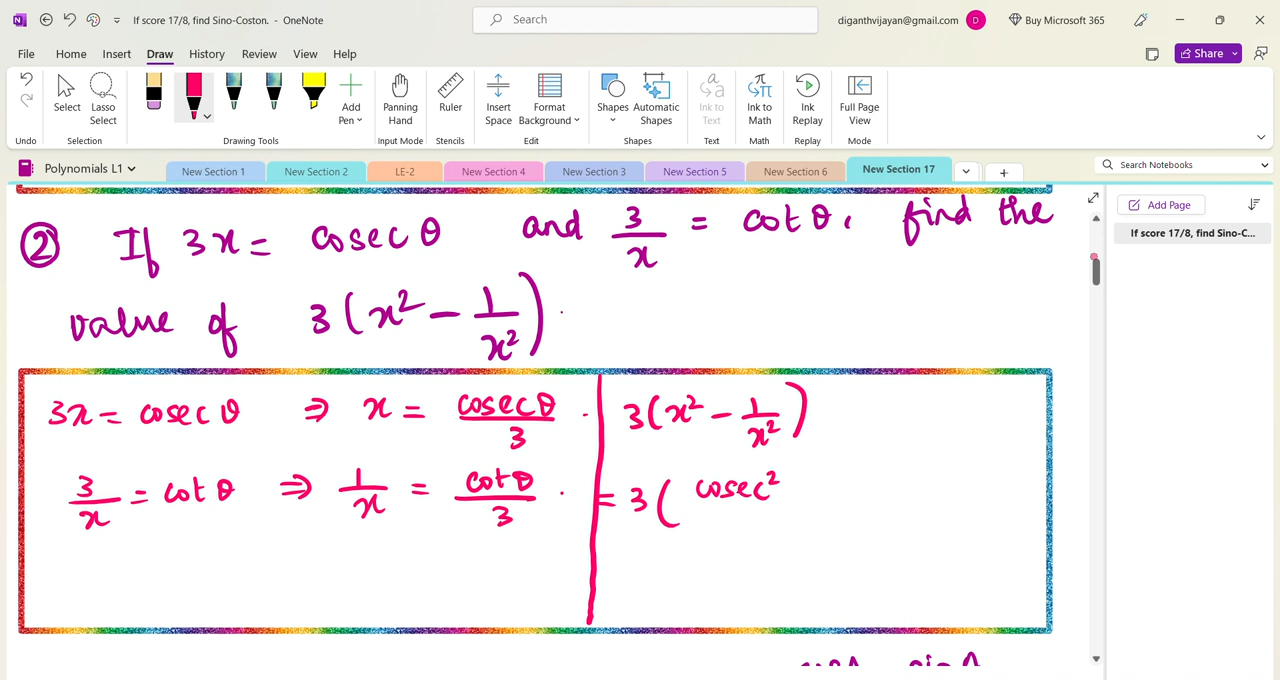 If score 17/8, find Sino-Coston. - OneNote
Search
diganthvijayan@gmail.com D Buy Microsoft 365
File Home Insert Draw History Review View Help
Share
Undo
Select
Lasso Select
Add Pen
Panning Hand
Ruler
Insert Space
Format Background
Shapes
Automatic Shapes
Ink to Text
Ink to Math
Ink Replay
Full Page View
Undo Selection Drawing Tools Input Mode Stencils Edit Shapes Text Math Replay Mode
Polynomials L1 New Section 1 New Section 2 LE-2 New Section 4 New Section 3 New Section 5 New Section 6 New Section 17 + Search Notebooks
Add Page
If score 17/8, find Sino-C...
② If 3x = cosec θ and 3/x = cot θ, find the
value of 3(x² - 1/x²).
3x = cosec θ ⇒ x = cosec θ/3 .
3/x = cot θ ⇒ 1/x = cot θ/3 .
3(x² - 1/x²)
= 3( cosec²